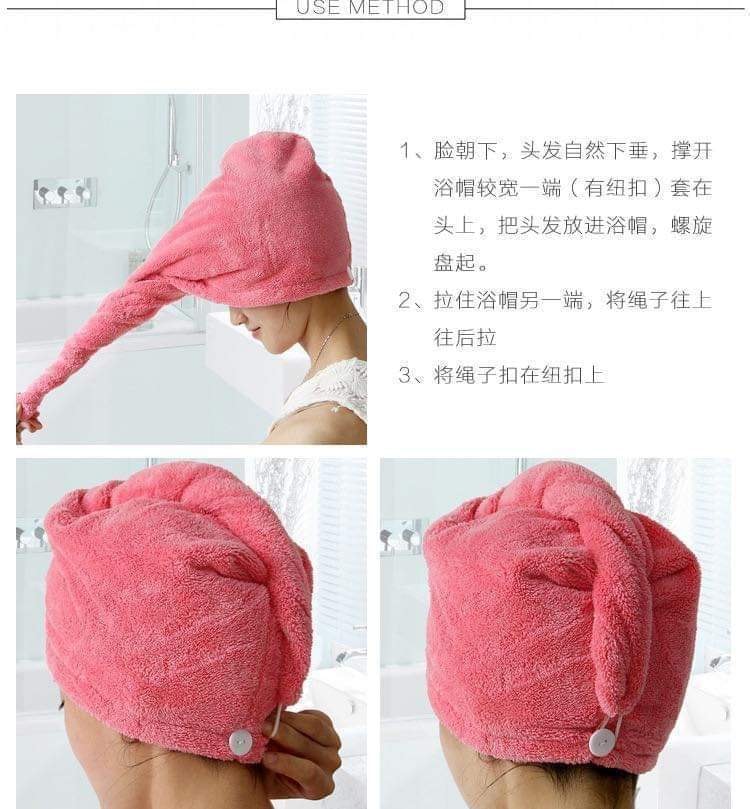 USE METHOD
1、脸朝下，头发自然下垂，撑开
浴帽较宽一端（有纽扣）套在
头上，把头发放进浴帽，螺旋
盘起。
2、拉住浴帽另一端，将绳子往上
往后拉
3、将绳子扣在纽扣上